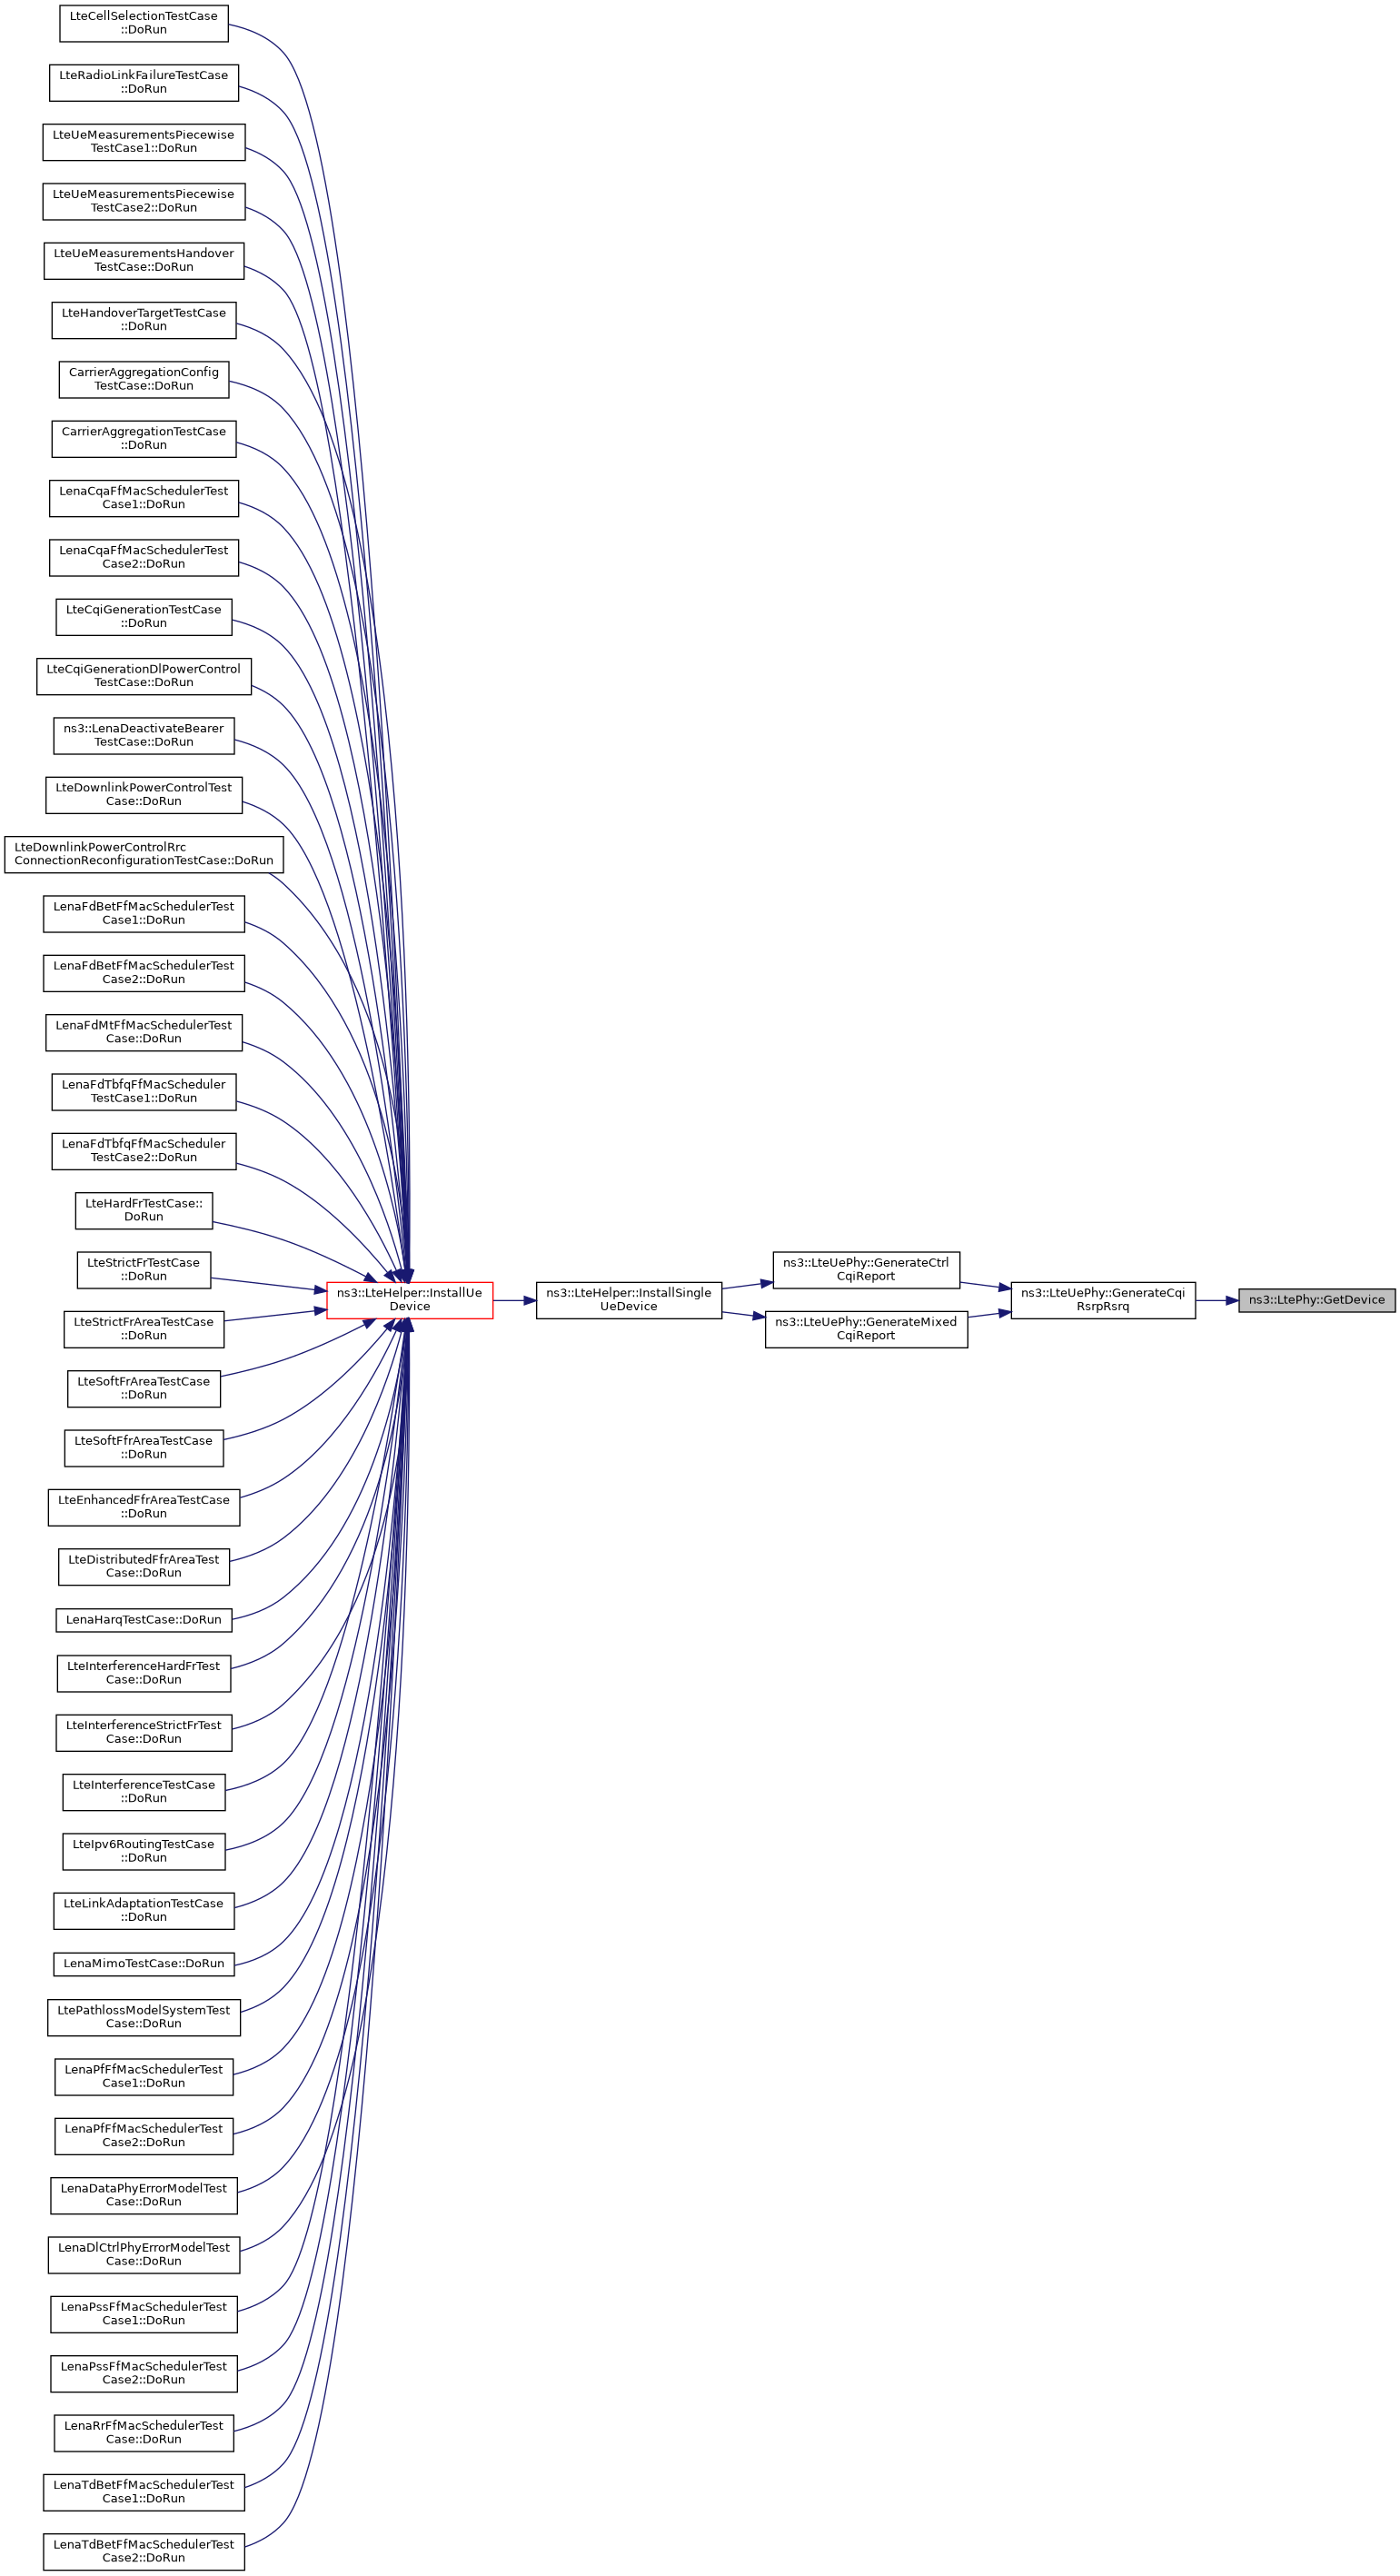 LteCellSelectionTestCase
::DoRun
LteRadioLinkFailureTestCase
::DoRun
LteUeMeasurementsPiecewise
TestCase1::DoRun
LteUeMeasurementsPiecewise
TestCase2::DoRun
LteUeMeasurementsHandover
TestCase::DoRun
LteHandoverTargetTestCase
::DoRun
CarrierAggregationConfig
TestCase::DoRun
CarrierAggregationTestCase
::DoRun
LenaCqaFfMacSchedulerTest
Case1::DoRun
LenaCqaFfMacSchedulerTest
Case2::DoRun
LteCqiGenerationTestCase
::DoRun
LteCqiGenerationDlPowerControl
TestCase::DoRun
ns3::LenaDeactivateBearer
TestCase::DoRun
LteDownlinkPowerControlTest
Case::DoRun
LteDownlinkPowerControlRrc
ConnectionReconfigurationTestCase::DoRun
LenaFdBetFfMacSchedulerTest
Case1::DoRun
LenaFdBetFfMacSchedulerTest
Case2::DoRun
LenaFdMtFfMacSchedulerTest
Case::DoRun
LenaFdTbfqFfMacScheduler
TestCase1::DoRun
LenaFdTbfqFfMacScheduler
TestCase2::DoRun
LteHardFrTestCase::
DoRun
LteStrictFrTestCase
::DoRun
LteStrictFrAreaTestCase
::DoRun
LteSoftFrAreaTestCase
::DoRun
LteSoftFfrAreaTestCase
::DoRun
LteEnhancedFfrAreaTestCase
::DoRun
LteDistributedFfrAreaTest
Case::DoRun
LenaHarqTestCase::DoRun
LteInterferenceHardFrTest
Case::DoRun
LteInterferenceStrictFrTest
Case::DoRun
LteInterferenceTestCase
::DoRun
LteIpv6RoutingTestCase
::DoRun
LteLinkAdaptationTestCase
::DoRun
LenaMimoTestCase::DoRun
LtePathlossModelSystemTest
Case::DoRun
LenaPfFfMacSchedulerTest
Case1::DoRun
LenaPfFfMacSchedulerTest
Case2::DoRun
LenaDataPhyErrorModelTest
Case::DoRun
LenaDlCtrlPhyErrorModelTest
Case::DoRun
LenaPssFfMacSchedulerTest
Case1::DoRun
LenaPssFfMacSchedulerTest
Case2::DoRun
LenaRrFfMacSchedulerTest
Case::DoRun
LenaTdBetFfMacSchedulerTest
Case1::DoRun
LenaTdBetFfMacSchedulerTest
Case2::DoRun
ns3::LteHelper::InstallUe
Device
ns3::LteHelper::InstallSingle
UeDevice
ns3::LteUePhy::GenerateCtrl
CqiReport
ns3::LteUePhy::GenerateMixed
CqiReport
ns3::LteUePhy::GenerateCqi
RsrpRsrq
ns3::LtePhy::GetDevice